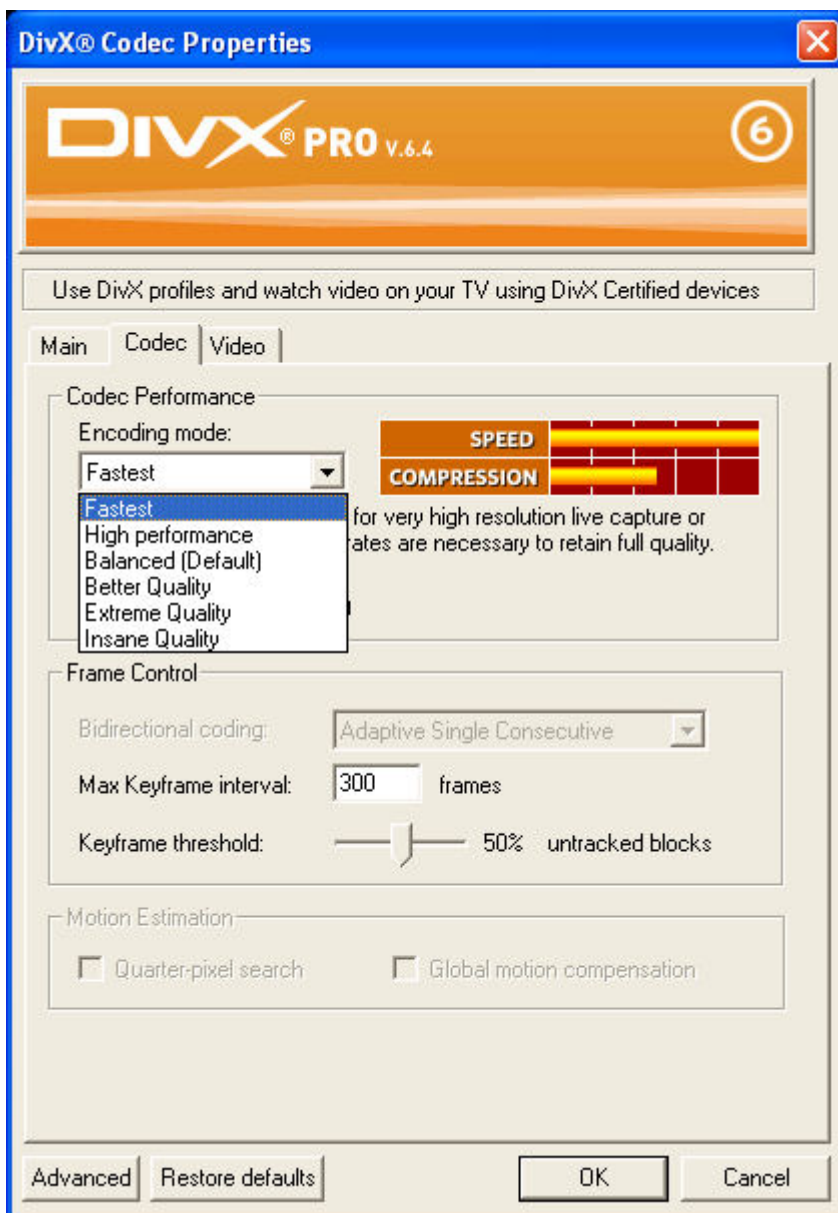 DivX® Codec Properties
DIVX® PRO V.6.4
6
Use DivX profiles and watch video on your TV using DivX Certified devices
Main Codec Video
Codec Performance
Encoding mode:
SPEED
Fastest
COMPRESSION
Fastest
for very high resolution live capture or
High performance
rates are necessary to retain full quality.
Balanced (Default)
Better Quality
Extreme Quality
Insane Quality
Frame Control
Bidirectional coding: Adaptive Single Consecutive
Max Keyframe interval: 300 frames
Keyframe threshold: 50% untracked blocks
Motion Estimation
Quarter-pixel search Global motion compensation
Advanced Restore defaults OK Cancel